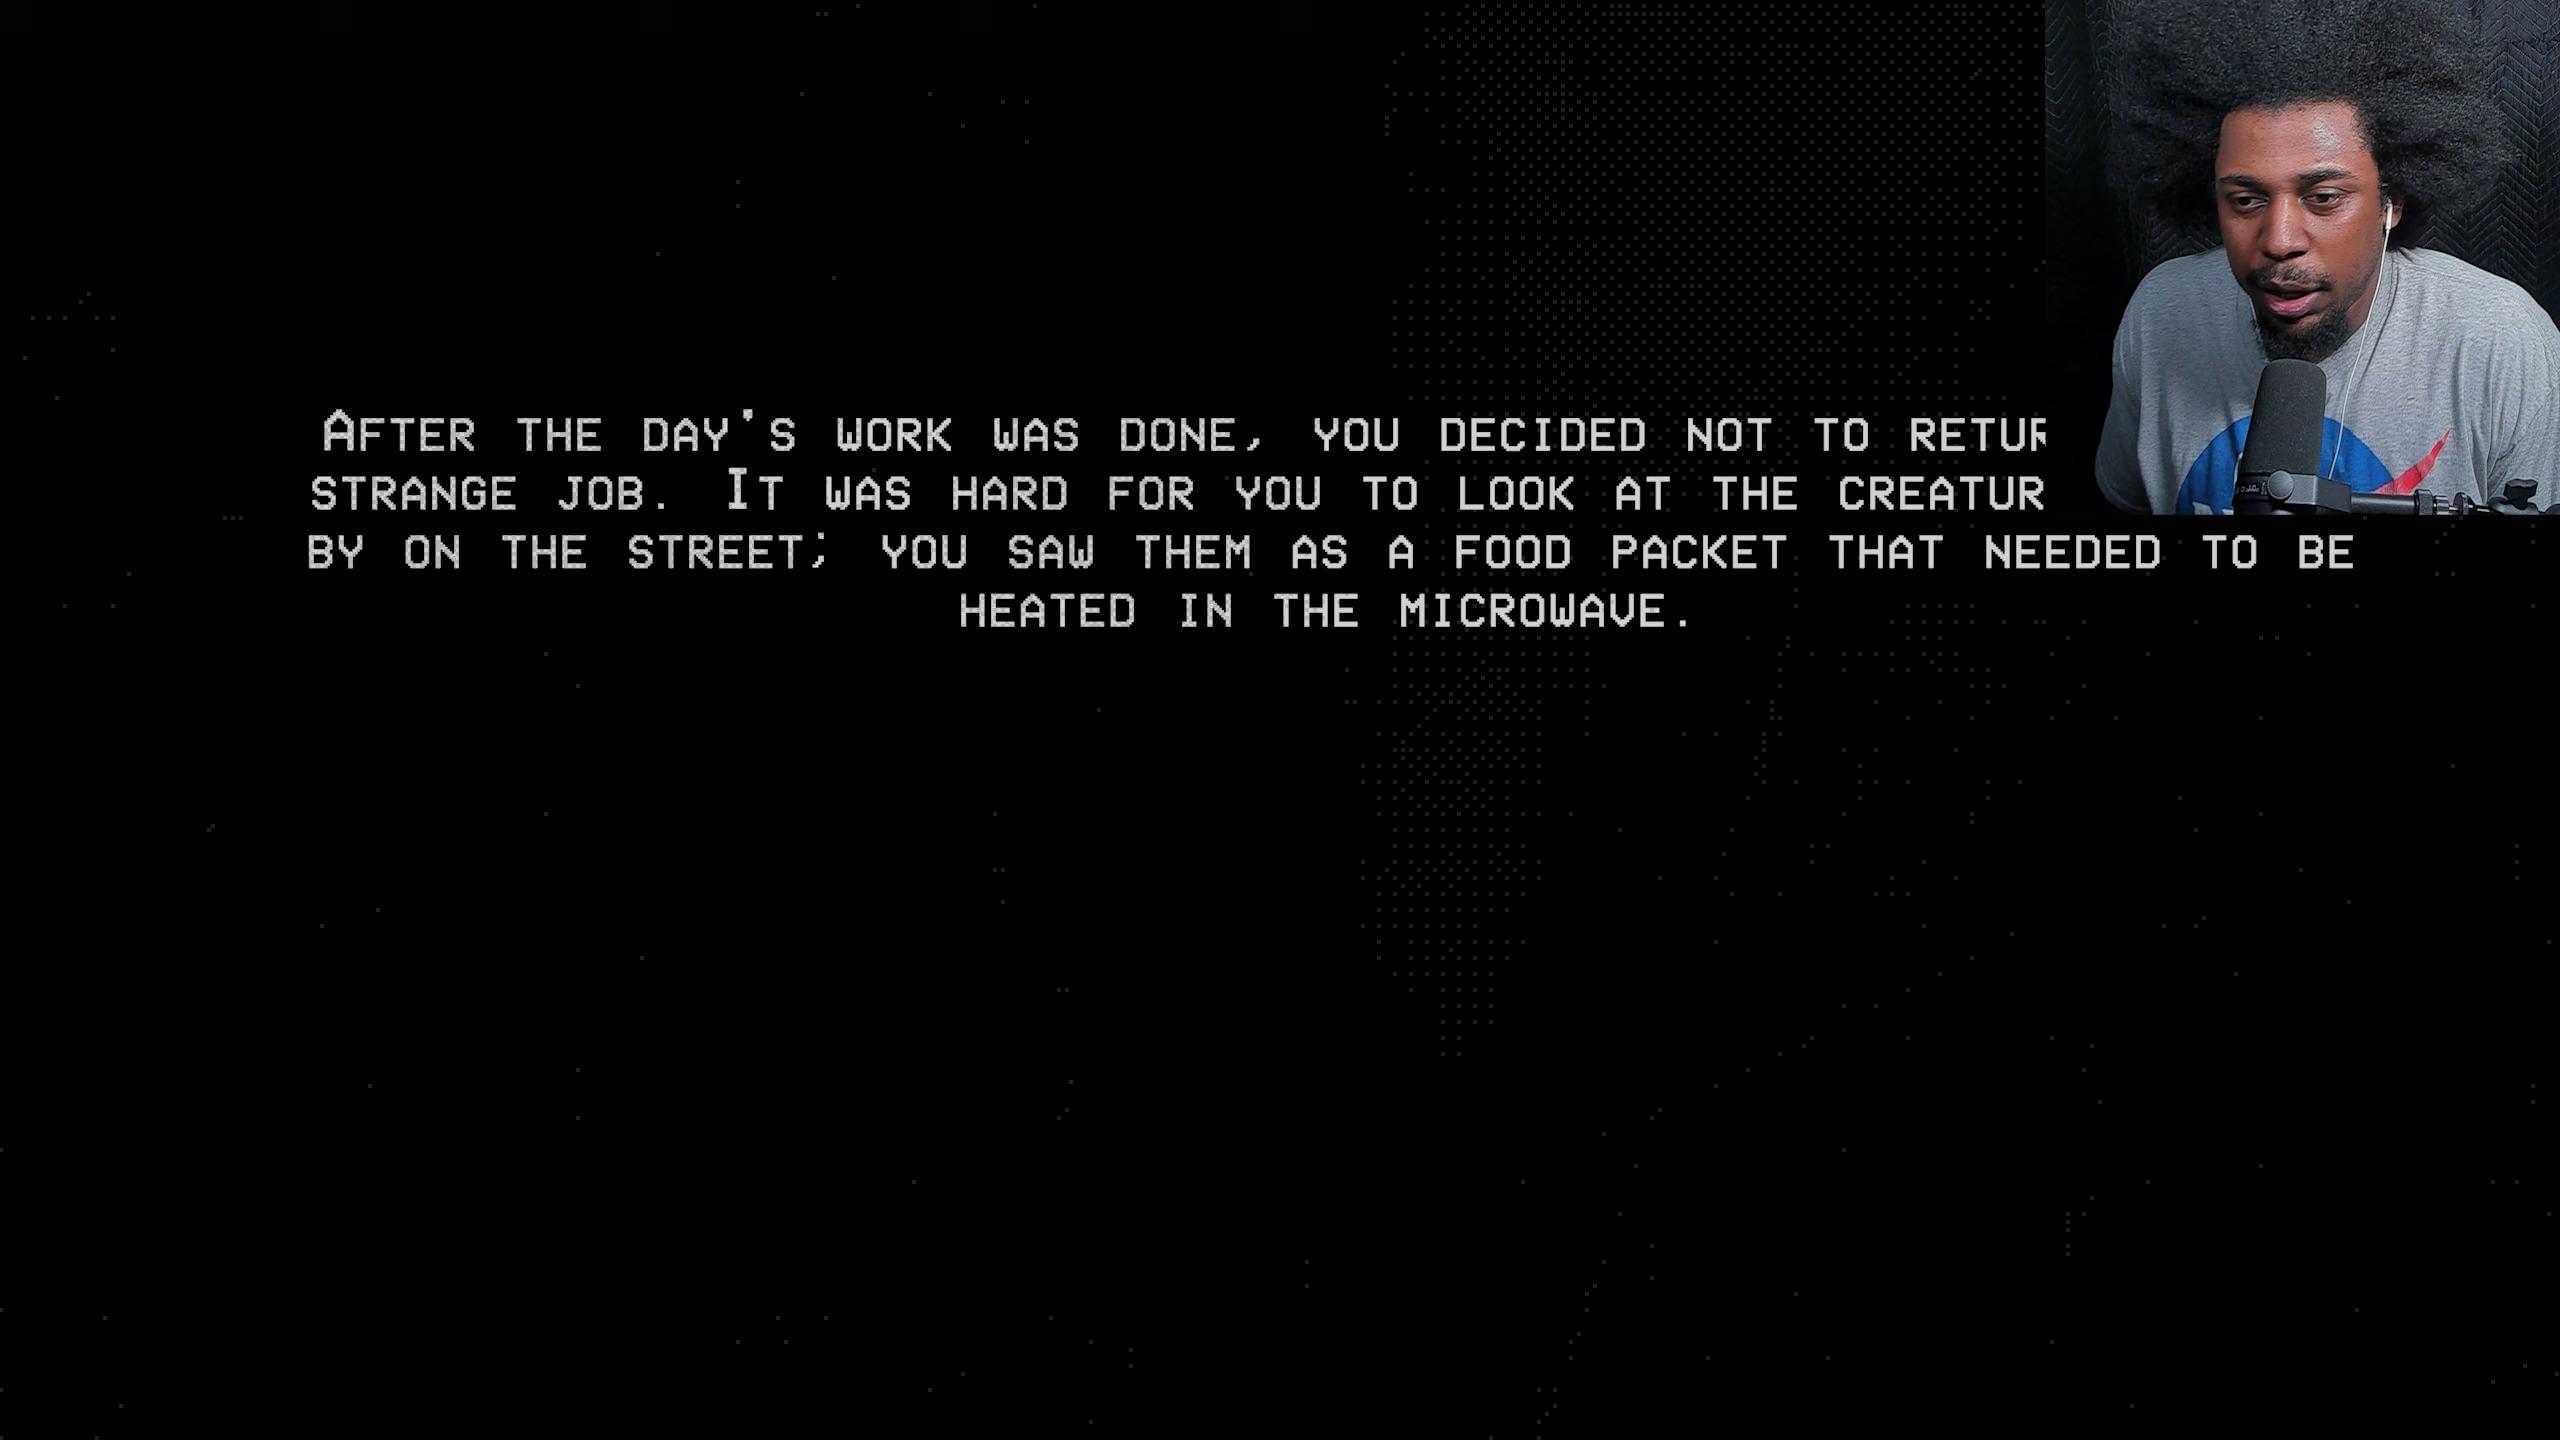 After the day's work was done, you decided not to
strange job. It was hard for you to look at the
by on the street; you saw them as a food packet that needed to be
heated in the microwave.